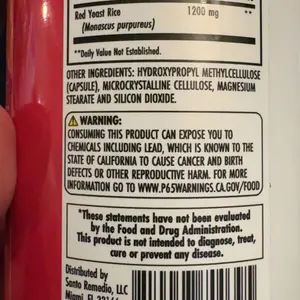 Red Yeast Rice 1200 mg **
(Monascus purpureus)
**Daily Value Not Established.
OTHER INGREDIENTS: HYDROXYPROPYL METHYLCELLULOSE
(CAPSULE), MICROCRYSTALLINE CELLULOSE, MAGNESIUM
STEARATE AND SILICON DIOXIDE.
⚠WARNING:
CONSUMING THIS PRODUCT CAN EXPOSE YOU TO
CHEMICALS INCLUDING LEAD, WHICH IS KNOWN TO THE
STATE OF CALIFORNIA TO CAUSE CANCER AND BIRTH
DEFECTS OR OTHER REPRODUCTIVE HARM. FOR MORE
INFORMATION GO TO WWW.P65WARNINGS.CA.GOV/FOOD
*These statements have not been evaluated
by the Food and Drug Administration.
This product is not intended to diagnose, treat,
cure or prevent any disease.
Distributed by
Santo Remedio, LLC
Miami, FL